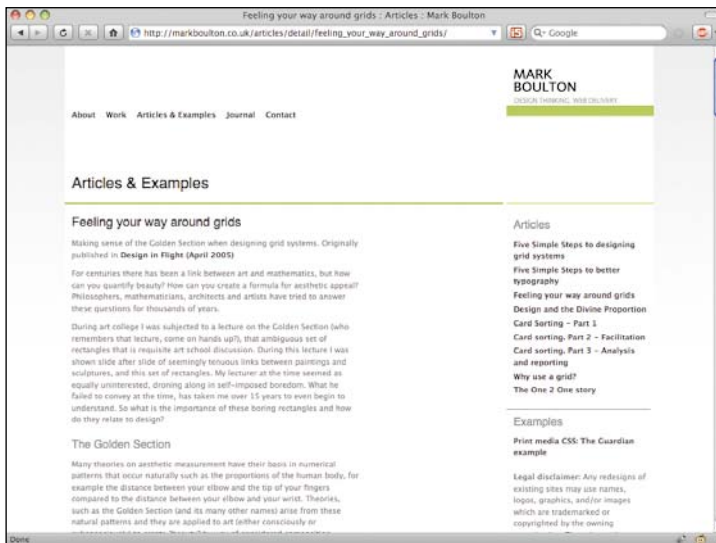 Feeling your way around grids : Articles : Mark Boulton
http://markboulton.co.uk/articles/detail/feeling_your_way_around_grids/
Google
MARK
BOULTON
DESIGN THINKING. WEB DELIVERY
About Work Articles & Examples Journal Contact
Articles & Examples
Feeling your way around grids
Making sense of the Golden Section when designing grid systems. Originally
published in Design in Flight (April 2005)
For centuries there has been a link between art and mathematics, but how
can you quantify beauty? How can you create a formula for aesthetic appeal?
Philosophers, mathematicians, architects and artists have tried to answer
these questions for thousands of years.
During art college I was subjected to a lecture on the Golden Section (who
remembers that lecture, come on hands up?), that ambiguous set of
rectangles that is requisite art school discussion. During this lecture I was
shown slide after slide of seemingly tenuous links between paintings and
sculptures, and this set of rectangles. My lecturer at the time seemed as
equally uninterested, droning along in self-imposed boredom. What he
failed to convey at the time, has taken me over 15 years to even begin to
understand. So what is the importance of these boring rectangles and how
do they relate to design?
The Golden Section
Many theories on aesthetic measurement have their basis in numerical
patterns that occur naturally such as the proportions of the human body, for
example the distance between your elbow and the tip of your fingers
compared to the distance between your elbow and your wrist. Theories,
such as the Golden Section (and its many other names) arise from these
natural patterns and they are applied to art (either consciously or
Articles
Five Simple Steps to designing
grid systems
Five Simple Steps to better
typography
Feeling your way around grids
Design and the Divine Proportion
Card Sorting - Part 1
Card sorting. Part 2 - Facilitation
Card sorting. Part 3 - Analysis
and reporting
Why use a grid?
The One 2 One story
Examples
Print media CSS: The Guardian
example
Legal disclaimer: Any redesigns of
existing sites may use names,
logos, graphics, and/or images
which are trademarked or
copyrighted by the owning
Done